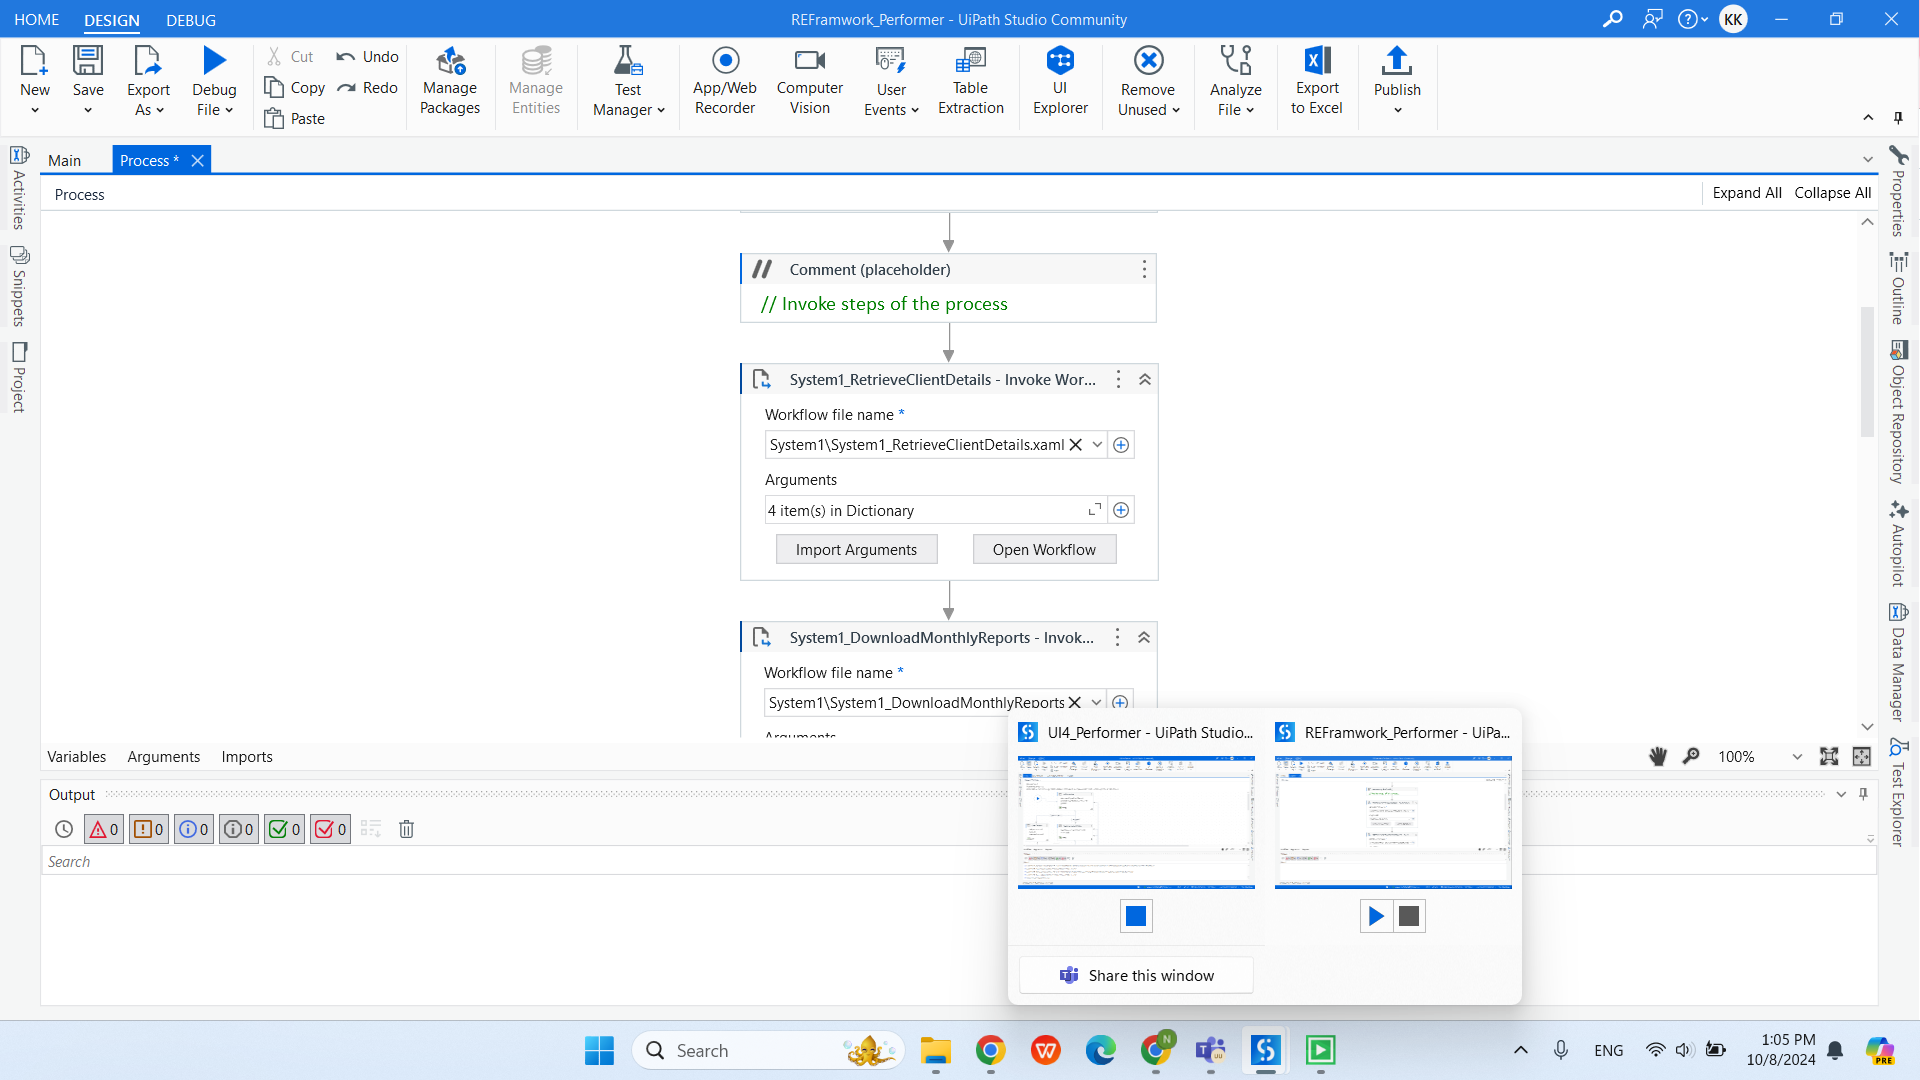 HOME
DESIGN
DEBUG
REFramwork_Performer - UiPath Studio Community
KK
New
Save
Export
As
Debug
File
Cut
Copy
Paste
Undo
Redo
Manage
Packages
Manage
Entities
Test
Manager
App/Web
Recorder
Computer
Vision
User
Events
Table
Extraction
UI
Explorer
Remove
Unused
Analyze
File
Export
to Excel
Publish
Main
Process *
Process
Expand All
Collapse All
Activities
Snippets
Project
Comment (placeholder)
// Invoke steps of the process
System1_RetrieveClientDetails - Invoke Wor...
Workflow file name *
System1\System1_RetrieveClientDetails.xaml
Arguments
4 item(s) in Dictionary
Import Arguments
Open Workflow
System1_DownloadMonthlyReports - Invok...
Workflow file name *
System1\System1_DownloadMonthlyReports
Arguments
Properties
Outline
Object Repository
Autopilot
Data Manager
Test Explorer
Variables
Arguments
Imports
100%
Output
0
0
0
0
0
0
Search
UI4_Performer - UiPath Studio...
REFramwork_Performer - UiPa...
Share this window
Search
N
ENG
1:05 PM
10/8/2024
PRE